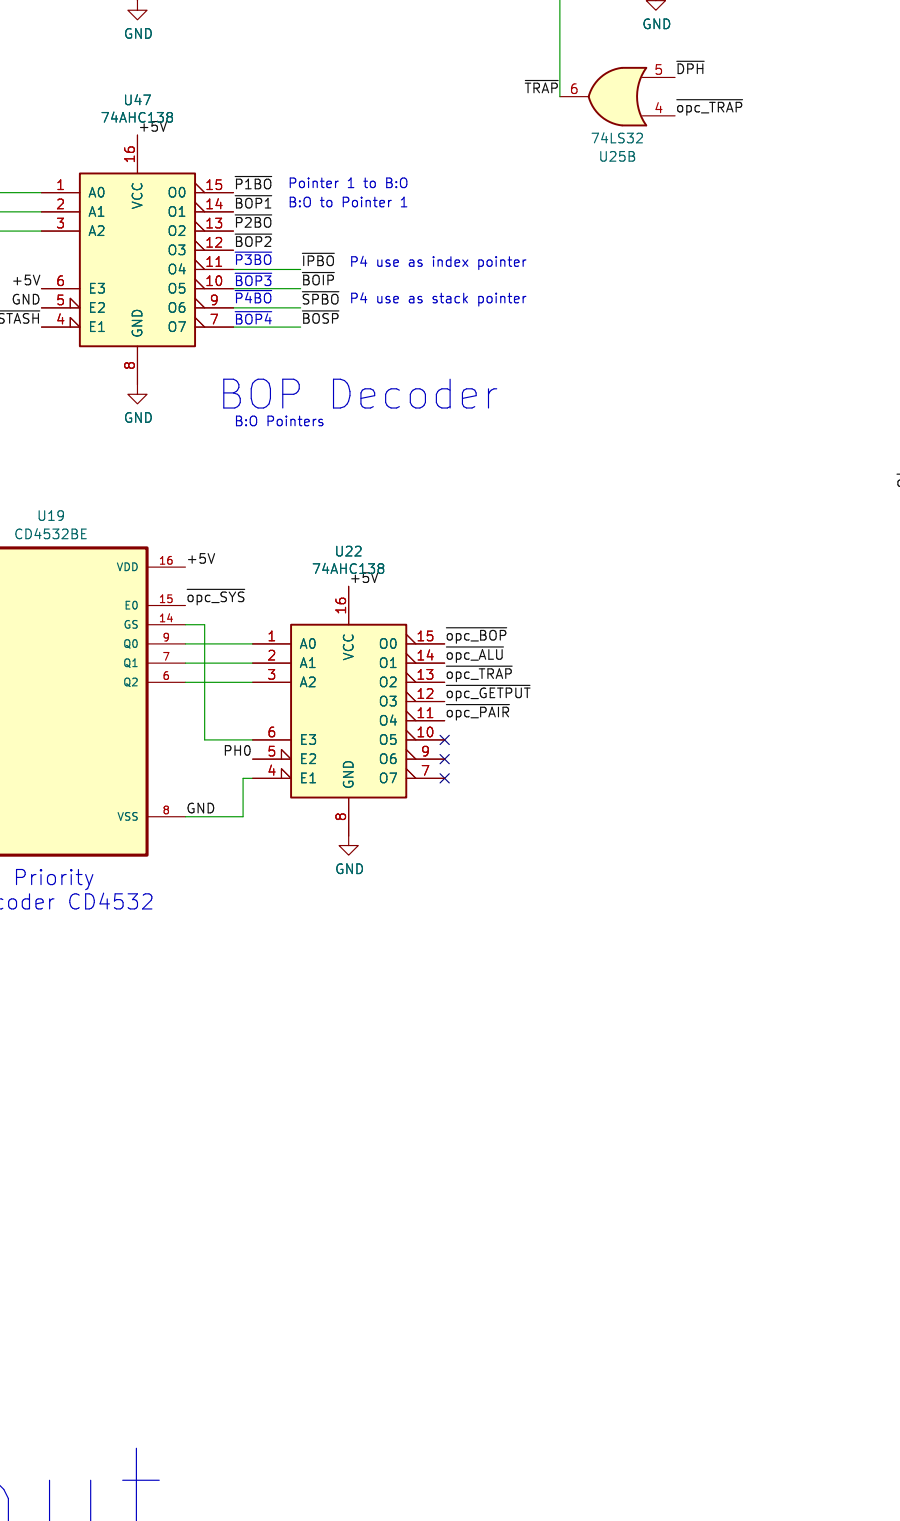 GND
GND
TRAP
6
5
DPH
4
opc_TRAP
74LS32
U25B
U47
74AHC138
+5V
16
VCC
1 A0 O0 15 P1BO Pointer 1 to B:O
2 A1 O1 14 BOP1 B:O to Pointer 1
3 A2 O2 13 P2BO
O3 12 BOP2
O4 11 P3BO IPBO P4 use as index pointer
+5V 6 E3 O5 10 BOP3 BOIP
GND 5 E2 O6 9 P4BO SPBO P4 use as stack pointer
STASH 4 E1 O7 7 BOP4 BOSP
GND
8
GND
BOP Decoder
B:O Pointers
U19
CD4532BE
VDD 16 +5V
E0 15 opc_SYS
GS 14
Q0 9
Q1 7
Q2 6
VSS 8 GND
U22
74AHC138
+5V
16
VCC
1 A0 O0 15 opc_BOP
2 A1 O1 14 opc_ALU
3 A2 O2 13 opc_TRAP
O3 12 opc_GETPUT
O4 11 opc_PAIR
6 E3 O5 10
PH0 5 E2 O6 9
4 E1 O7 7
GND
8
GND
Priority
coder CD4532